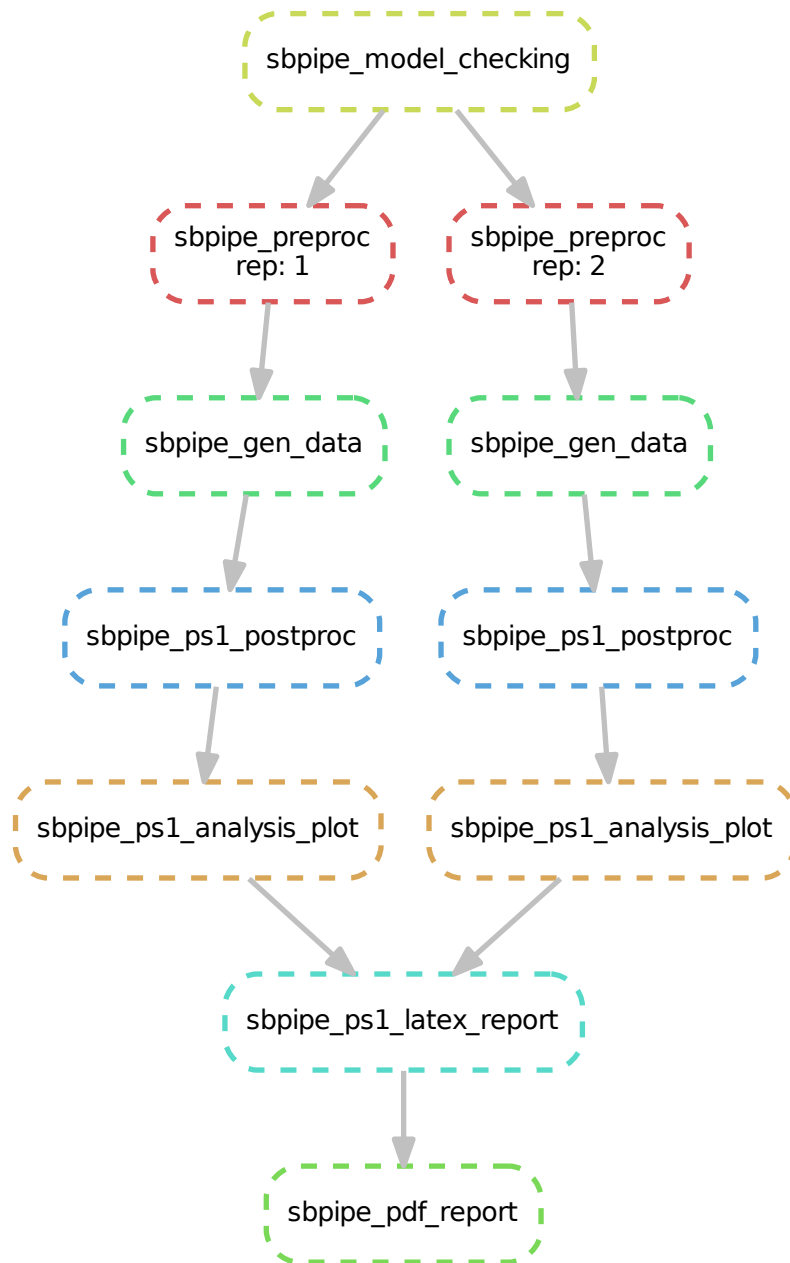 sbpipe_model_checking
sbpipe_preproc
rep: 1
sbpipe_preproc
rep: 2
sbpipe_gen_data
sbpipe_gen_data
sbpipe_ps1_postproc
sbpipe_ps1_postproc
sbpipe_ps1_analysis_plot
sbpipe_ps1_analysis_plot
sbpipe_ps1_latex_report
sbpipe_pdf_report